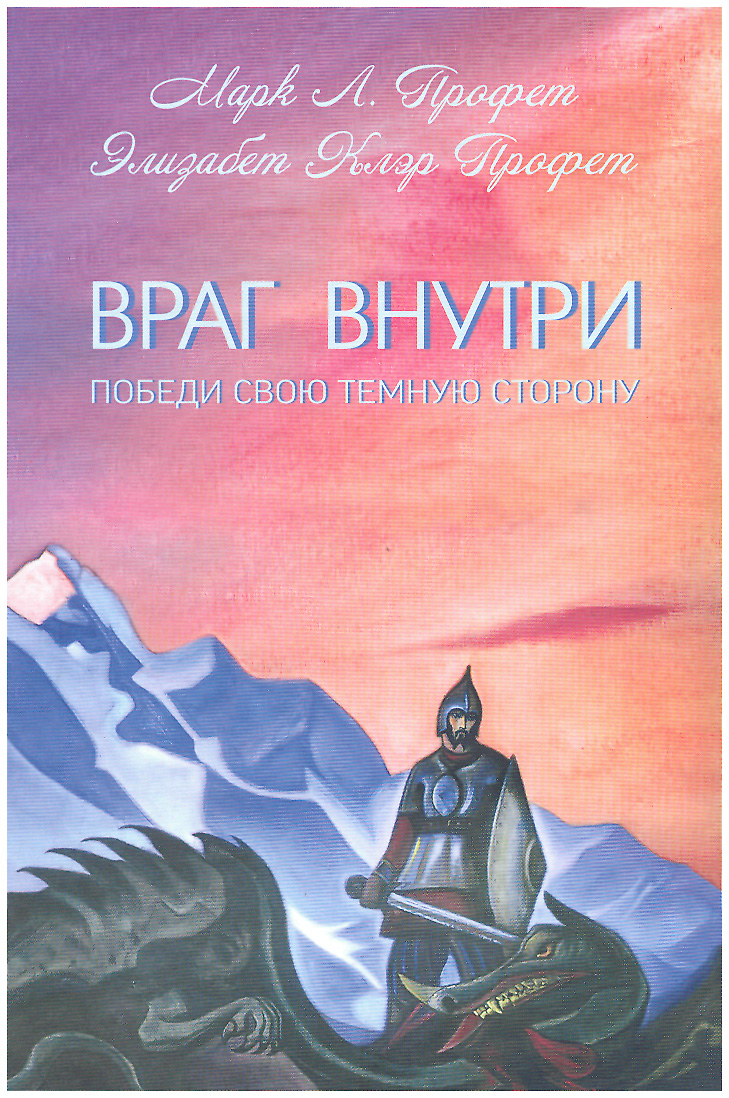 Марк Л. Профет
Элизабет Клэр Профет
ВРАГ ВНУТРИ
ПОБЕДИ СВОЮ ТЕМНУЮ СТОРОНУ